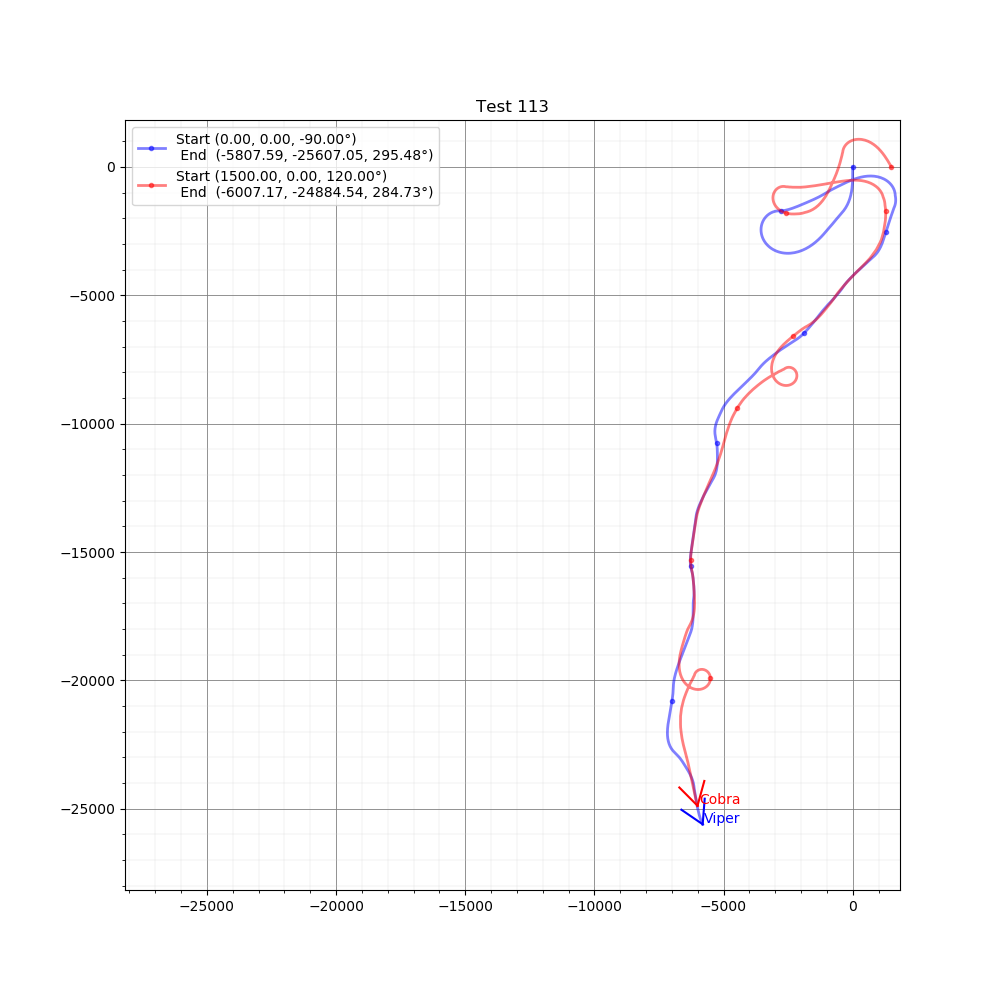 Test 113
Start (0.00, 0.00, -90.00°)
End (-5807.59, -25607.05, 295.48°)
Start (1500.00, 0.00, 120.00°)
End (-6007.17, -24884.54, 284.73°)
0
−5000
−10000
−15000
−20000
−25000
Cobra
Viper
−25000
−20000
−15000
−10000
−5000
0